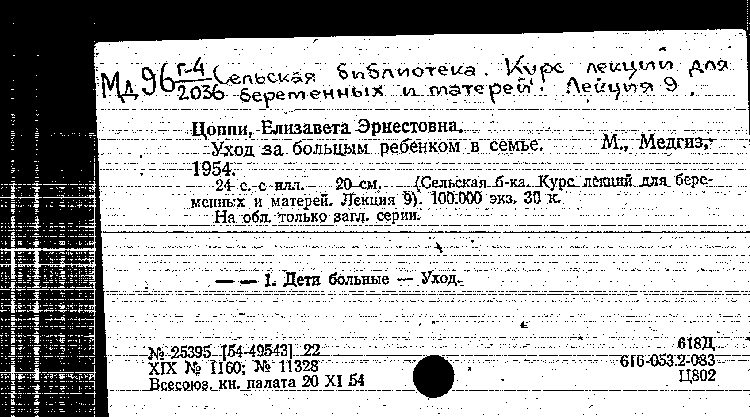 Мд 96 г-4/2036 Сельская библиотека. Курс лекций для
беременных и матерей. Лекция 9.
Цоппи, Елизавета Эрнестовна.
Уход за больным ребенком в семье. М., Медгиз,
1954.
24 с. с илл. 20 см. (Сельская б-ка. Курс лекций для бере-
менных и матерей. Лекция 9). 100.000 экз. 30 к.
На обл. только загл. серии.
— — 1. Дети больные — Уход.
№ 25395 [54-49543] 22
618Д
XIX № 1160; № 11328
616-053.2-083
Всесоюз. кн. палата 20 XI 54
Ц802